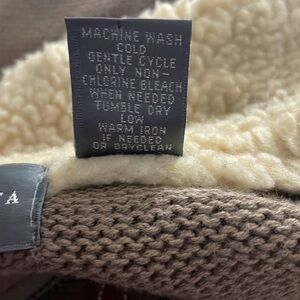 MACHINE WASH
COLD
GENTLE CYCLE
ONLY NON-
CHLORINE BLEACH
WHEN NEEDED
TUMBLE DRY
LOW
WARM IRON
IF NEEDED
OR DRYCLEAN
TA